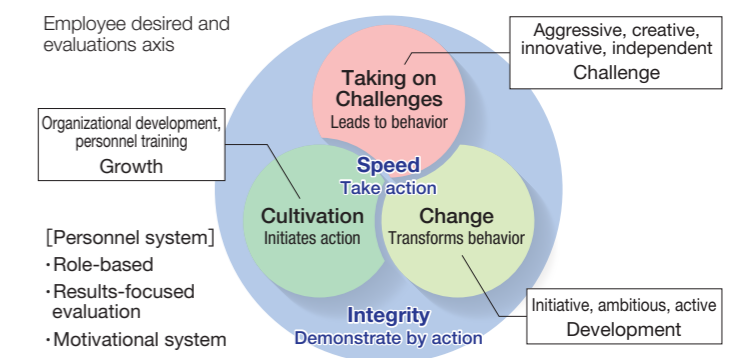 Employee desired and
evaluations axis
Aggressive, creative,
innovative, independent
Challenge
Taking on
Challenges
Leads to behavior
Organizational development,
personnel training
Growth
Speed
Take action
Cultivation
Initiates action
Change
Transforms behavior
[Personnel system]
・Role-based
・Results-focused
evaluation
・Motivational system
Integrity
Demonstrate by action
Initiative, ambitious, active
Development